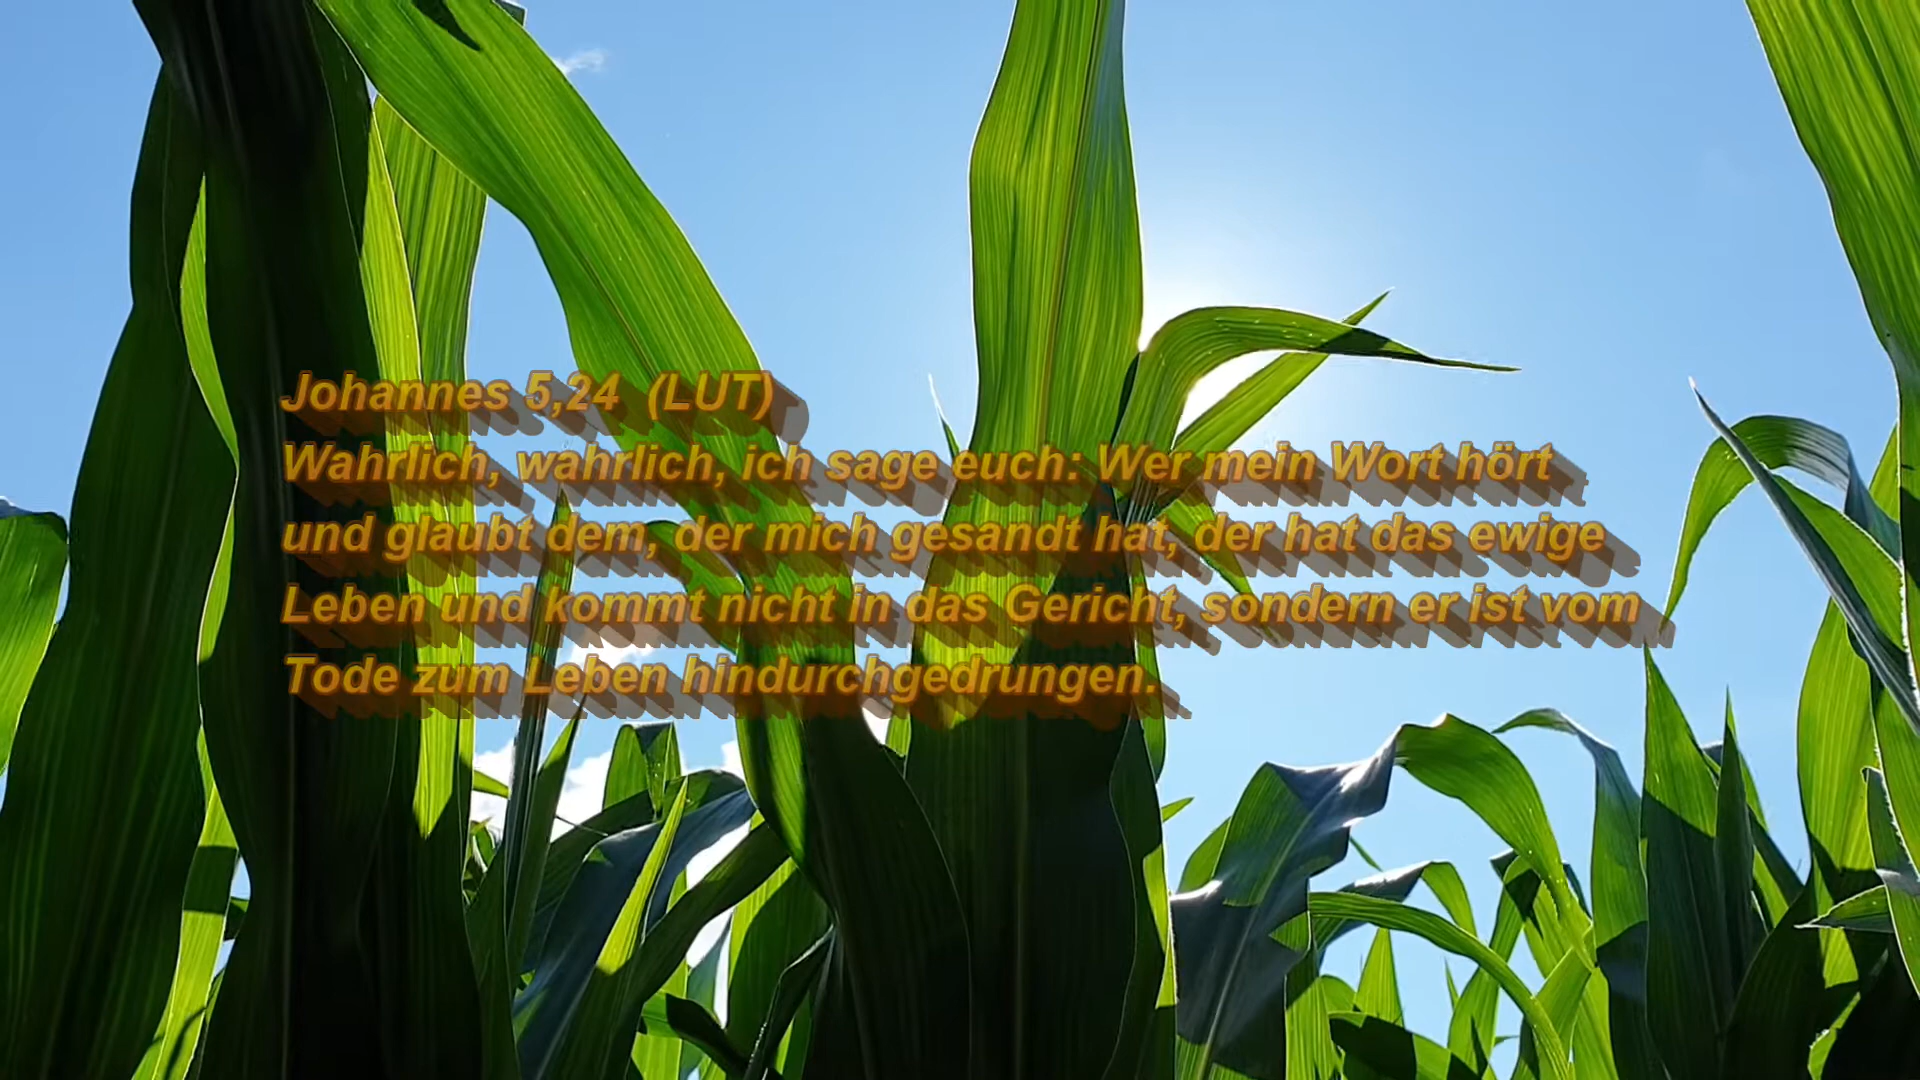 Johannes 5,24  (LUT)
Wahrlich, wahrlich, ich sage euch: Wer mein Wort hört
und glaubt dem, der mich gesandt hat, der hat das ewige
Leben und kommt nicht in das Gericht, sondern er ist vom
Tode zum Leben hindurchgedrungen.